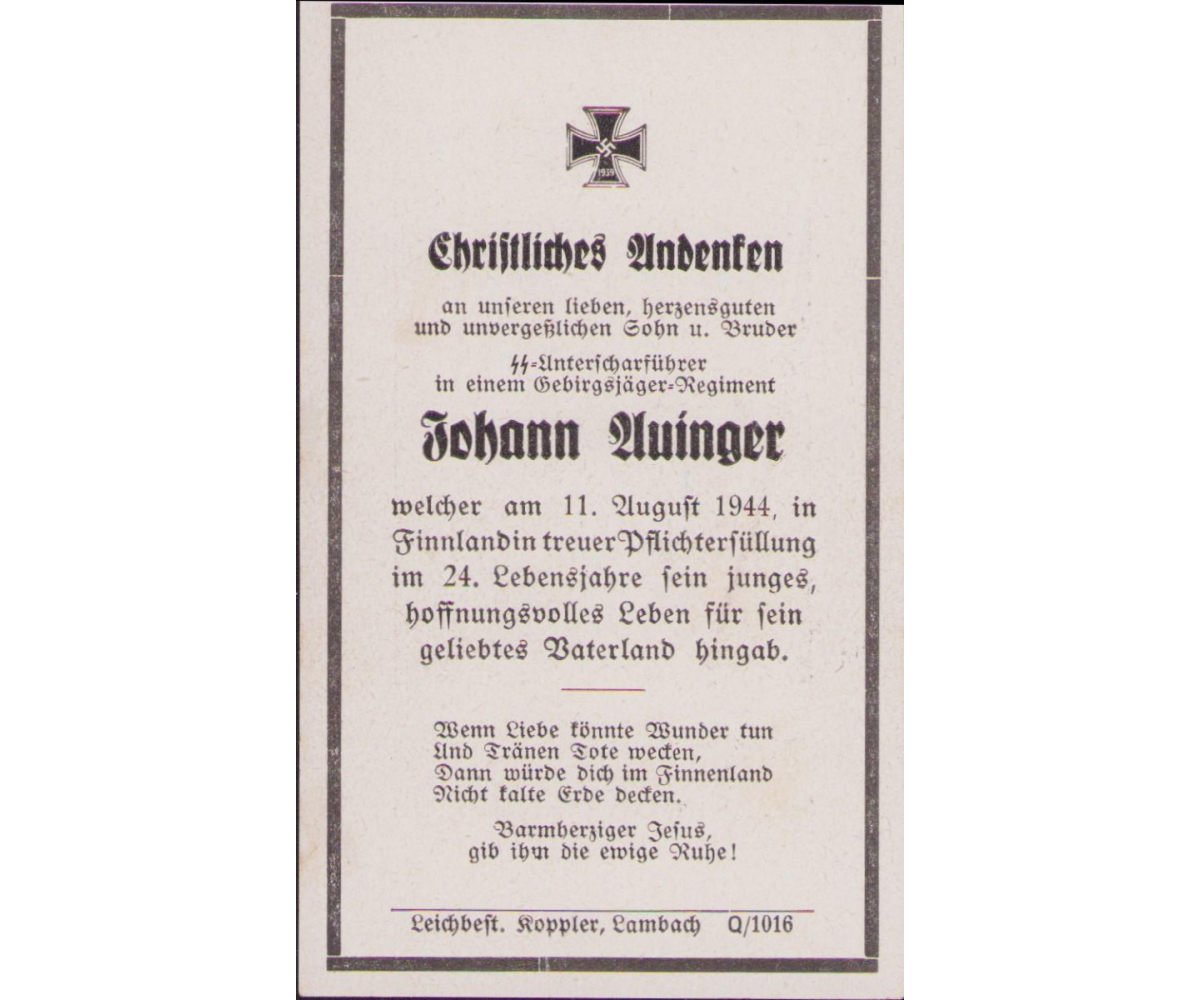 1939
Christliches Andenken
an unseren lieben, herzensguten
und unvergeßlichen Sohn u. Bruder
SS-Unterscharführer
in einem Gebirgsjäger-Regiment
Johann Auinger
welcher am 11. August 1944, in
Finnland in treuer Pflichterfüllung
im 24. Lebensjahre sein junges,
hoffnungsvolles Leben für sein
geliebtes Vaterland hingab.
Wenn Liebe könnte Wunder tun
Und Tränen Tote wecken,
Dann würde dich im Finnenland
Nicht kalte Erde decken.
Barmherziger Jesus,
gib ihm die ewige Ruhe!
Leichbest. Koppler, Lambach Q/1016